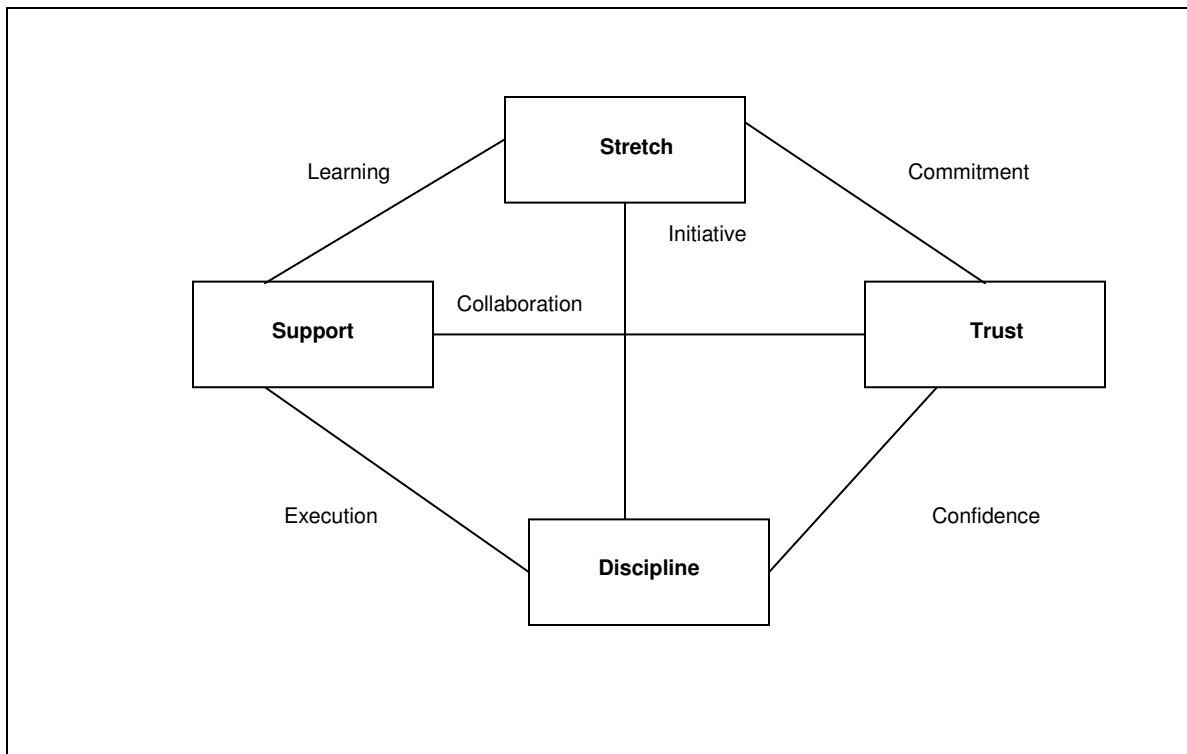 Stretch
Learning
Commitment
Initiative
Collaboration
Support
Trust
Execution
Confidence
Discipline